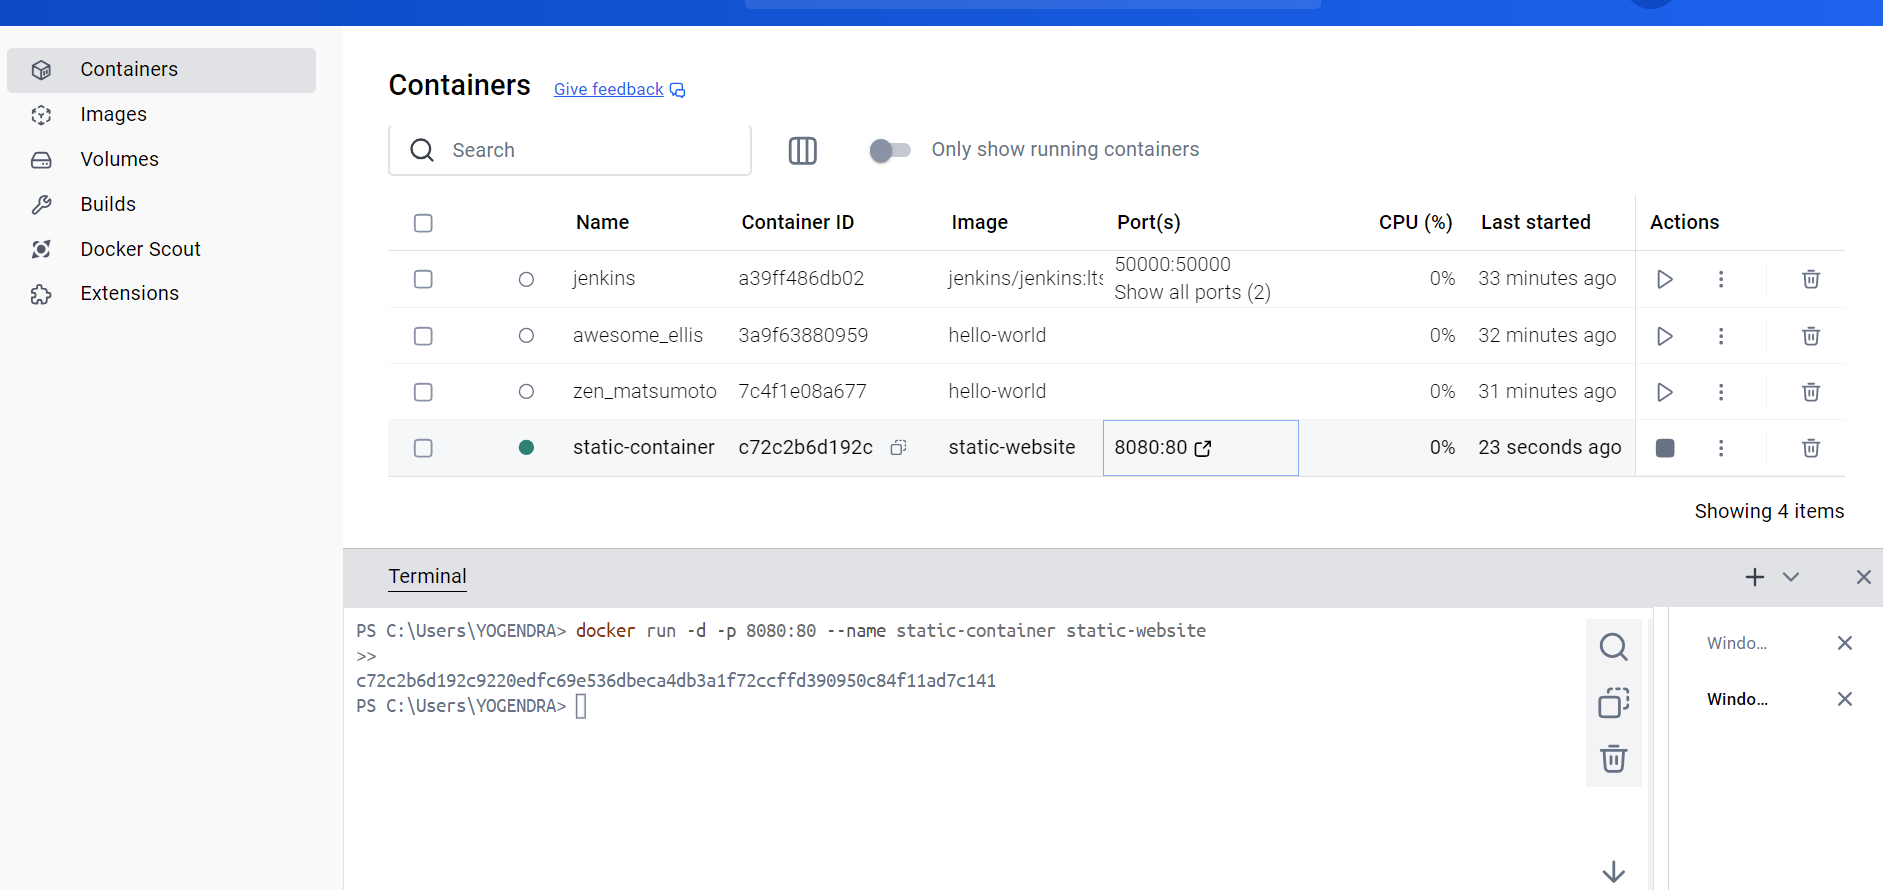 Containers
Images
Volumes
Builds
Docker Scout
Extensions
Containers Give feedback
Search
Only show running containers
Name Container ID Image Port(s) CPU (%) Last started Actions
jenkins a39ff486db02 jenkins/jenkins:lts 50000:50000 0% 33 minutes ago
Show all ports (2)
awesome_ellis 3a9f63880959 hello-world 0% 32 minutes ago
zen_matsumoto 7c4f1e08a677 hello-world 0% 31 minutes ago
static-container c72c2b6d192c static-website 8080:80 0% 23 seconds ago
Showing 4 items
Terminal
PS C:\Users\YOGENDRA> docker run -d -p 8080:80 --name static-container static-website
>>
c72c2b6d192c9220edfc69e536dbeca4db3a1f72ccffd390950c84f11ad7c141
PS C:\Users\YOGENDRA>
Windo...
Windo...